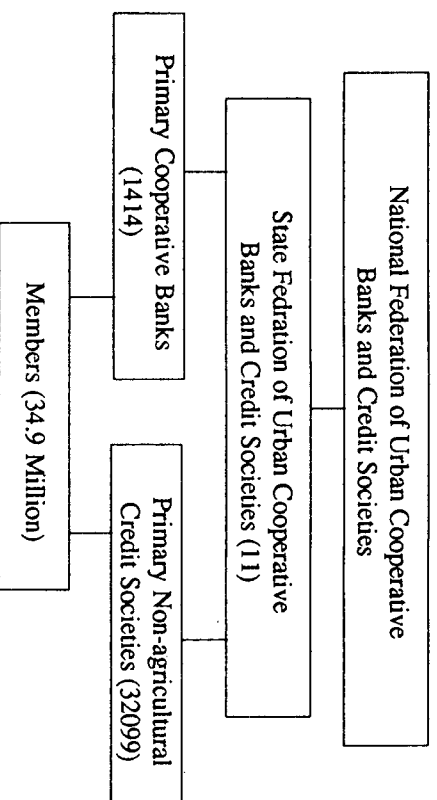 National Federation of Urban Cooperative
Banks and Credit Societies
State Fedration of Urban Cooperative
Banks and Credit Societies (11)
Primary Cooperative Banks
(1414)
Primary Non-agricultural
Credit Societies (32099)
Members (34.9 Million)